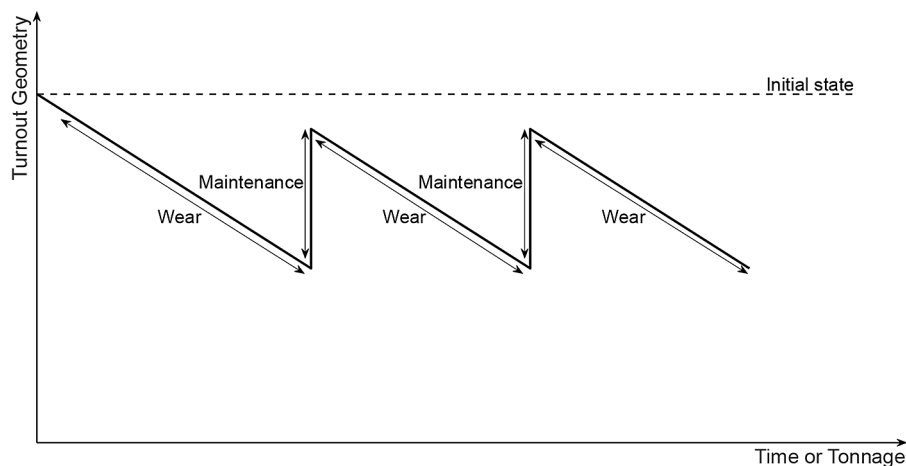 Turnout Geometry
Initial state
Maintenance
Maintenance
Wear
Wear
Wear
Time or Tonnage